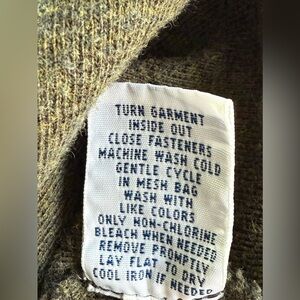 TURN GARMENT
INSIDE OUT
CLOSE FASTENERS
MACHINE WASH COLD
GENTLE CYCLE
IN MESH BAG
WASH WITH
LIKE COLORS
ONLY NON-CHLORINE
BLEACH WHEN NEEDED
REMOVE PROMPTLY
LAY FLAT TO DRY
COOL IRON IF NEEDED